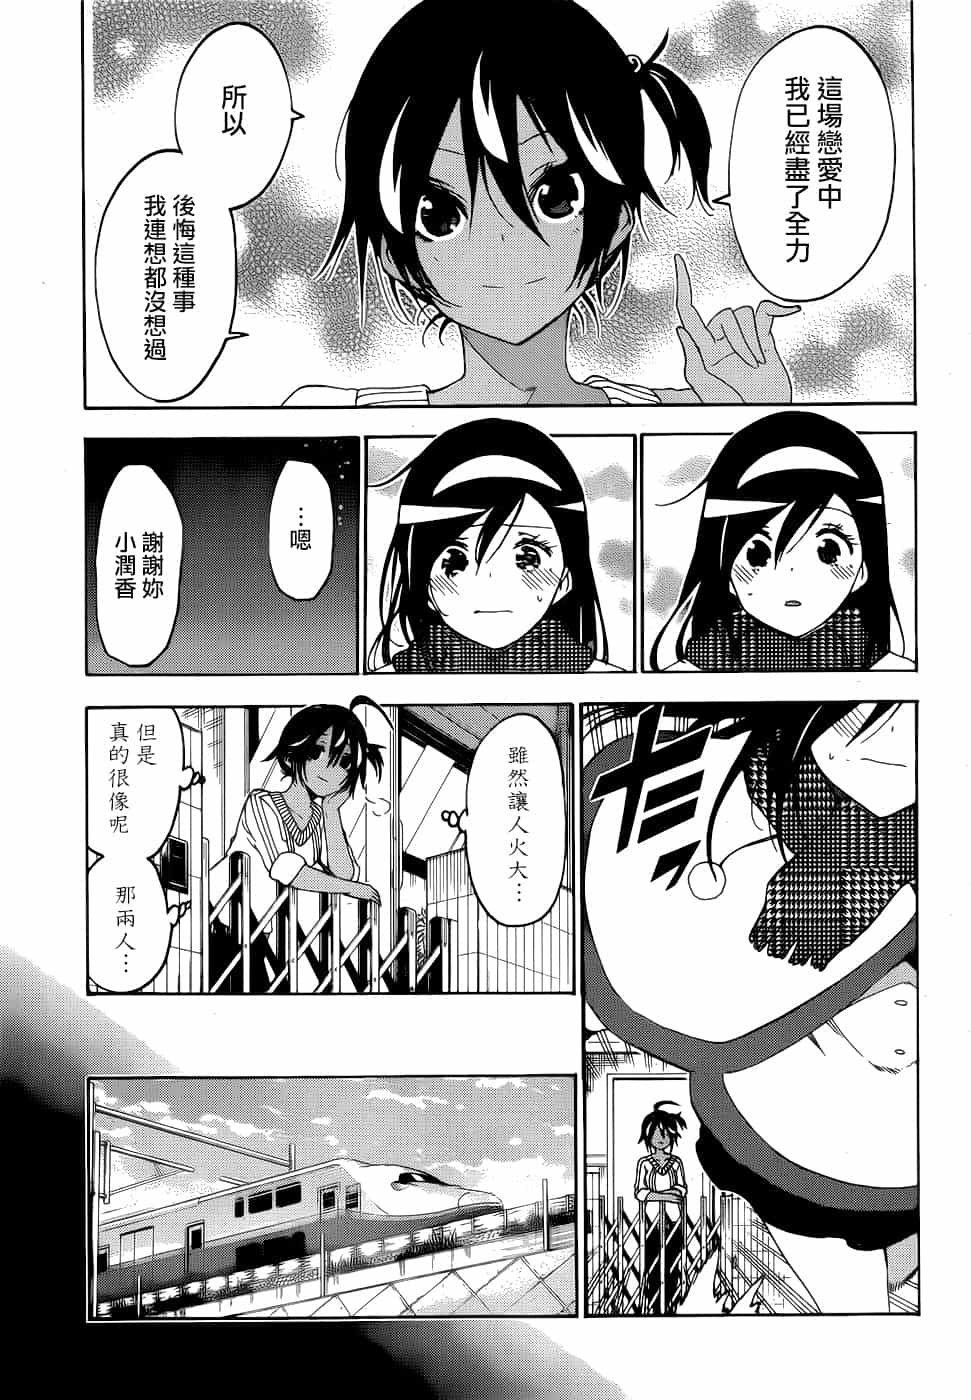 這場戀愛中
我已經盡了全力
所以
後悔這種事
我連想都沒想過
…嗯
謝謝妳
小潤香
雖然讓人火大…
但是
真的很像呢
那兩人…